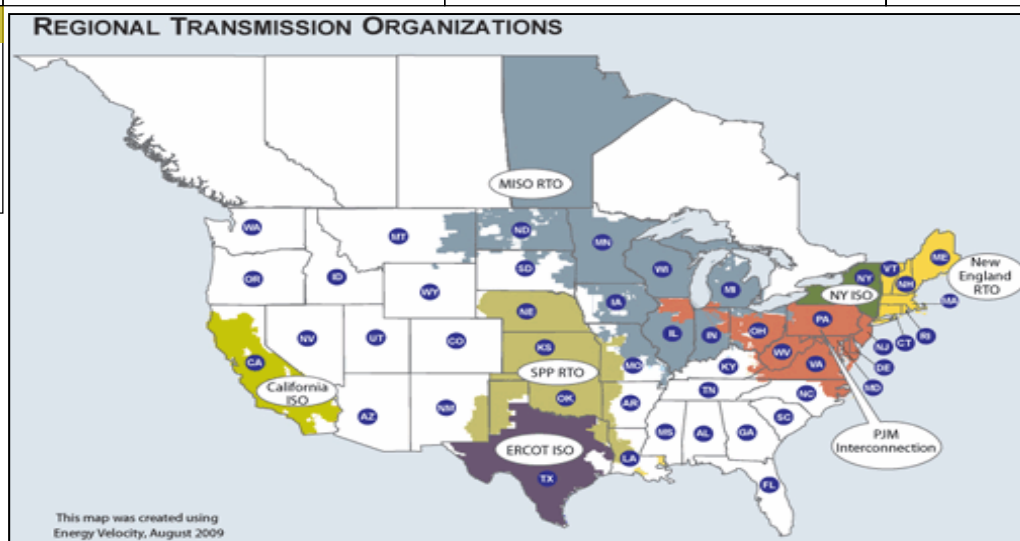 REGIONAL TRANSMISSION ORGANIZATIONS
MISO RTO
WA
MT
ND
MN
OR
ID
SD
WI
MI
NY
VT
ME
NH
New
England
RTO
WY
IA
NY ISO
MA
NE
PA
RI
NV
UT
CO
IL
IN
OH
NJ
CT
CA
KS
MO
WV
VA
DE
KY
MD
California
ISO
SPP RTO
OK
TN
NC
AZ
NM
AR
SC
MS
AL
GA
PJM
Interconnection
ERCOT ISO
LA
TX
FL
This map was created using
Energy Velocity, August 2009